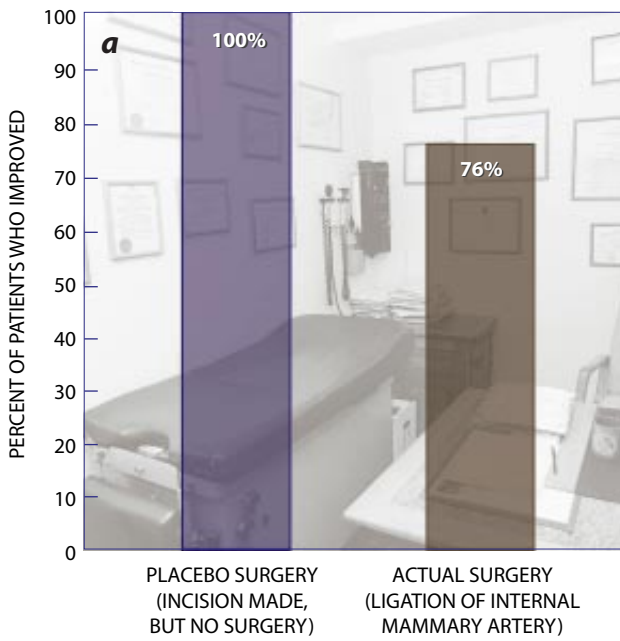 100
a
100%
90
80
76%
70
60
50
40
30
20
10
0
PERCENT OF PATIENTS WHO IMPROVED
PLACEBO SURGERY
(INCISION MADE,
BUT NO SURGERY)
ACTUAL SURGERY
(LIGATION OF INTERNAL
MAMMARY ARTERY)